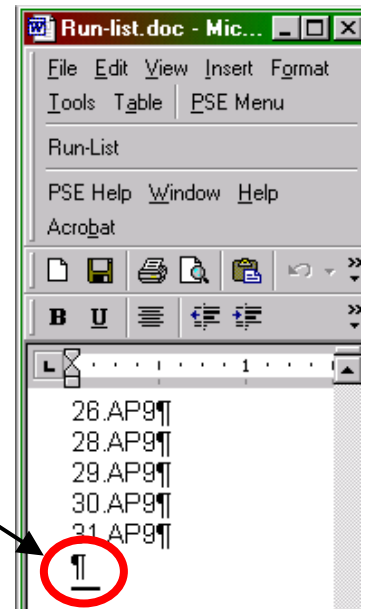 Run-list.doc - Mic...
File Edit View Insert Format
Tools Table PSE Menu
Run-List
PSE Help Window Help
Acrobat
B U
1
26.AP9¶
28.AP9¶
29.AP9¶
30.AP9¶
31.AP9¶
¶